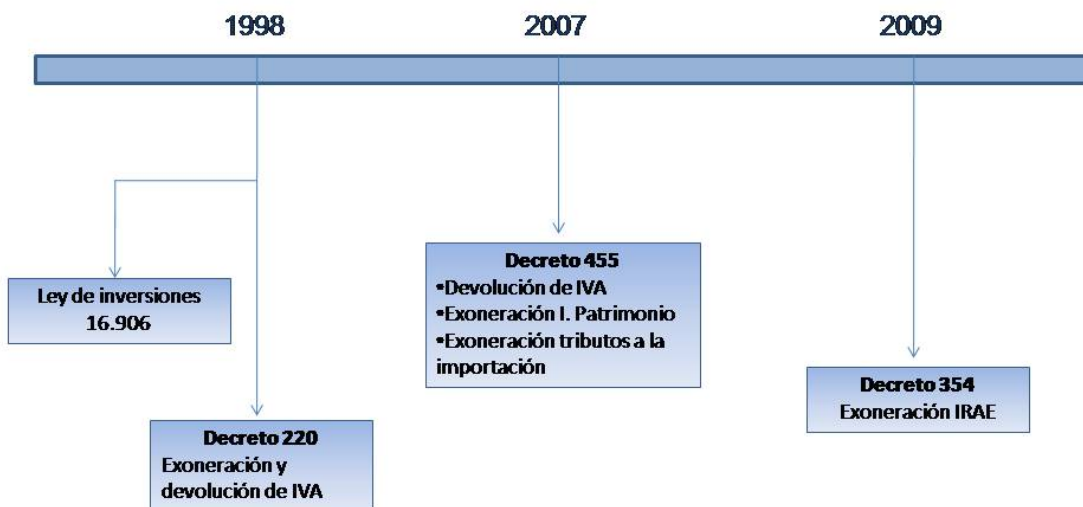 1998
2007
2009
Ley de inversiones
16.906
Decreto 220
Exoneración y
devolución de IVA
Decreto 455
•Devolución de IVA
•Exoneración I. Patrimonio
•Exoneración tributos a la
importación
Decreto 354
Exoneración IRAE